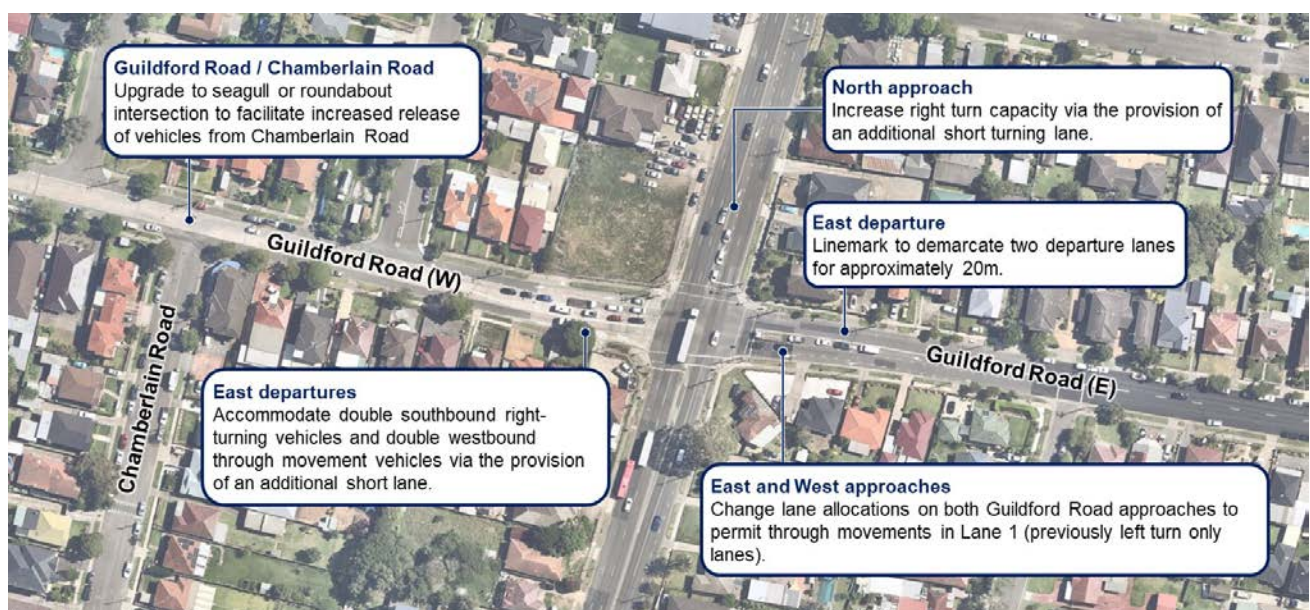 Guildford Road / Chamberlain Road
Upgrade to seagull or roundabout
intersection to facilitate increased release
of vehicles from Chamberlain Road
North approach
Increase right turn capacity via the provision of
an additional short turning lane.
East departure
Linemark to demarcate two departure lanes
for approximately 20m.
Guildford Road (W)
Guildford Road (E)
Chamberlain Road
East departures
Accommodate double southbound right-
turning vehicles and double westbound
through movement vehicles via the provision
of an additional short lane.
East and West approaches
Change lane allocations on both Guildford Road approaches to
permit through movements in Lane 1 (previously left turn only
lanes).